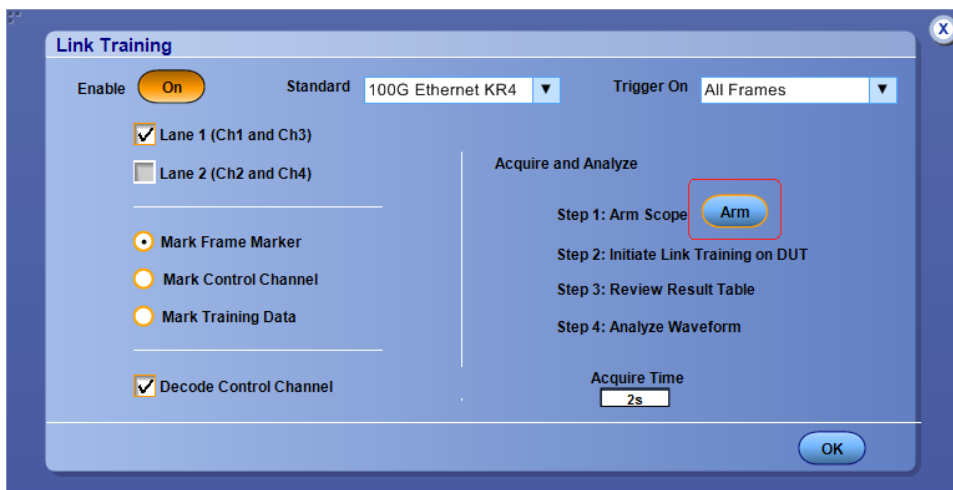 X
Link Training
Enable On Standard 100G Ethernet KR4 Trigger On All Frames
Lane 1 (Ch1 and Ch3)
Lane 2 (Ch2 and Ch4)
Mark Frame Marker
Mark Control Channel
Mark Training Data
Decode Control Channel
Acquire and Analyze
Step 1: Arm Scope Arm
Step 2: Initiate Link Training on DUT
Step 3: Review Result Table
Step 4: Analyze Waveform
Acquire Time
2s
OK